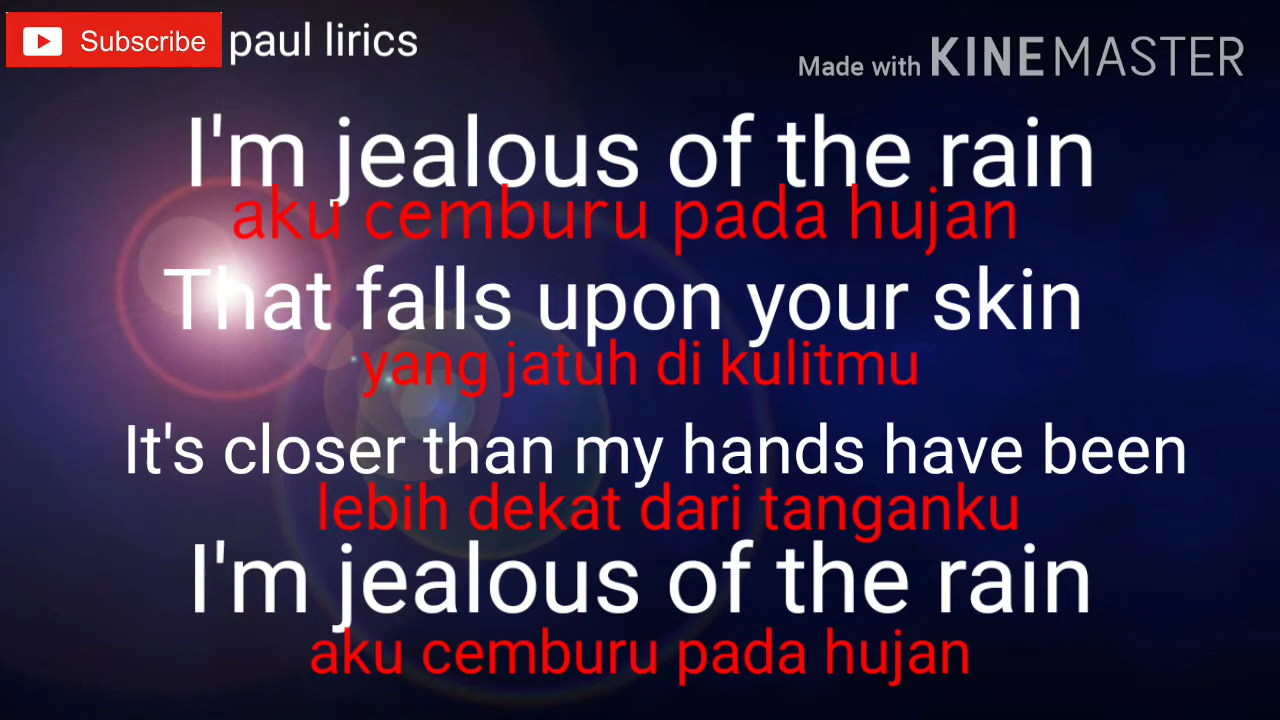 Subscribe paul lirics
Made with KINEMASTER
I'm jealous of the rain
aku cemburu pada hujan
That falls upon your skin
yang jatuh di kulitmu
It's closer than my hands have been
lebih dekat dari tanganku
I'm jealous of the rain
aku cemburu pada hujan